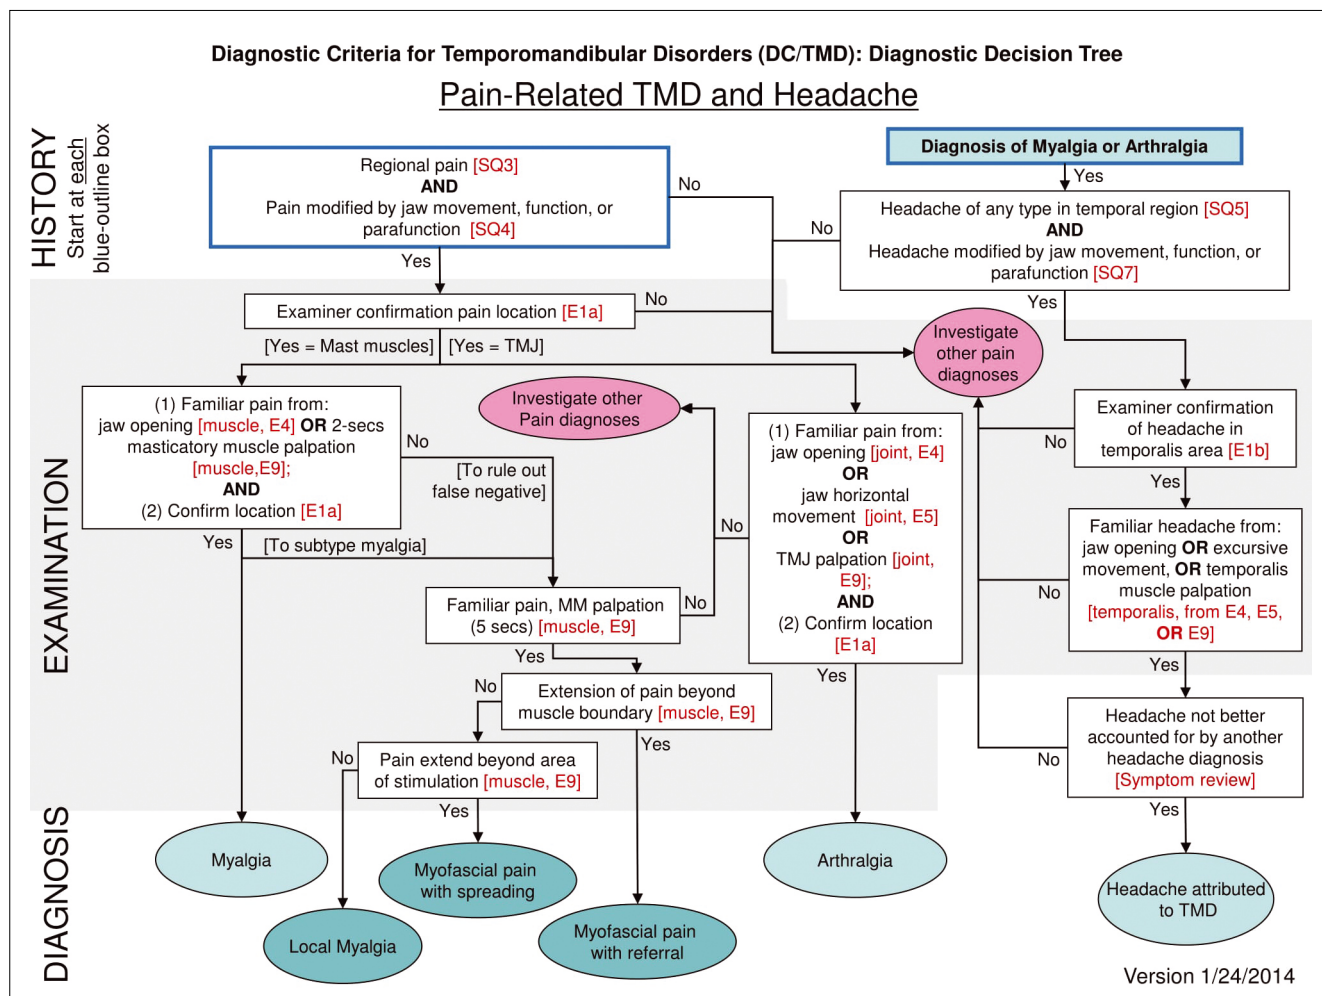 Diagnostic Criteria for Temporomandibular Disorders (DC/TMD): Diagnostic Decision Tree
Pain-Related TMD and Headache
HISTORY
Start at each
blue-outline box
Regional pain [SQ3]
AND
Pain modified by jaw movement, function, or
parafunction [SQ4]
No
Yes
Diagnosis of Myalgia or Arthralgia
Yes
Headache of any type in temporal region [SQ5]
AND
Headache modified by jaw movement, function, or
parafunction [SQ7]
No
Yes
EXAMINATION
Examiner confirmation pain location [E1a]
No
[Yes = Mast muscles]
[Yes = TMJ]
Investigate
other pain
diagnoses
(1) Familiar pain from:
jaw opening [muscle, E4] OR 2-secs
masticatory muscle palpation
[muscle,E9];
AND
(2) Confirm location [E1a]
No
[To rule out
false negative]
Yes
[To subtype myalgia]
Investigate other
Pain diagnoses
(1) Familiar pain from:
jaw opening [joint, E4]
OR
jaw horizontal
movement [joint, E5]
OR
TMJ palpation [joint,
E9];
AND
(2) Confirm location
[E1a]
No
Yes
Examiner confirmation
of headache in
temporalis area [E1b]
No
Yes
Familiar headache from:
jaw opening OR excursive
movement, OR temporalis
muscle palpation
[temporalis, from E4, E5,
OR E9]
No
Yes
Familiar pain, MM palpation
(5 secs) [muscle, E9]
No
Yes
Extension of pain beyond
muscle boundary [muscle, E9]
No
Yes
Pain extend beyond area
of stimulation [muscle, E9]
No
Yes
Headache not better
accounted for by another
headache diagnosis
[Symptom review]
No
Yes
DIAGNOSIS
Myalgia
Myofascial pain
with spreading
Arthralgia
Headache attributed
to TMD
Local Myalgia
Myofascial pain
with referral
Version 1/24/2014